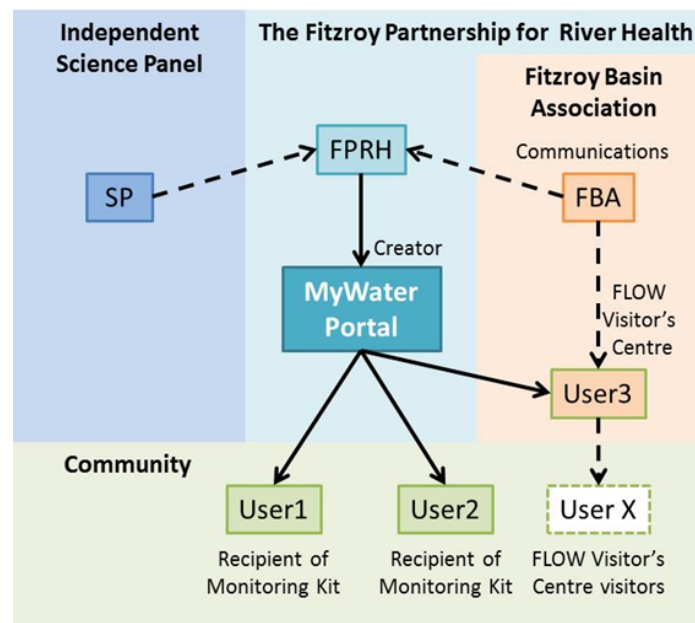 Independent
Science Panel
The Fitzroy Partnership for River Health
Fitzroy Basin
Association
FPRH
Communications
SP
FBA
Creator
MyWater
Portal
FLOW
Visitor's
Centre
User3
Community
User1
User2
User X
Recipient of
Monitoring Kit
Recipient of
Monitoring Kit
FLOW Visitor's
Centre visitors